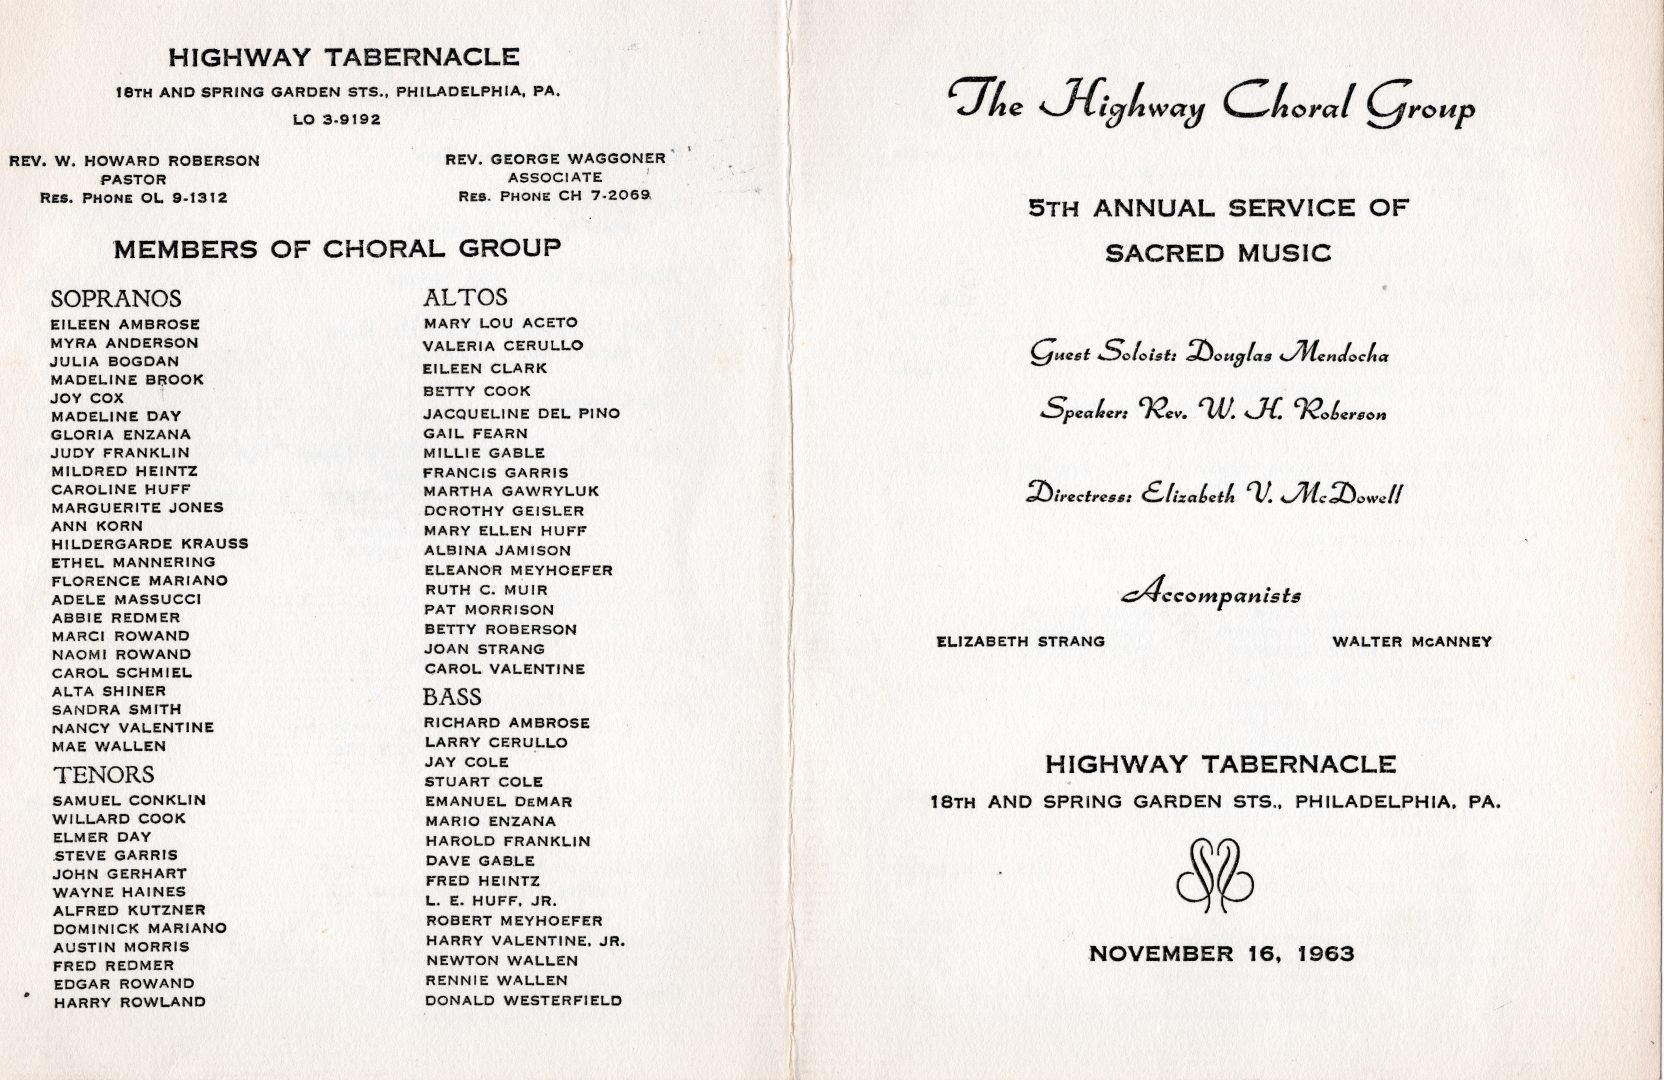 HIGHWAY TABERNACLE
18TH AND SPRING GARDEN STS., PHILADELPHIA, PA.
LO 3-9192
REV. W. HOWARD ROBERSON
PASTOR
RES. PHONE OL 9-1312
REV. GEORGE WAGGONER
ASSOCIATE
RES. PHONE CH 7-2069
MEMBERS OF CHORAL GROUP
SOPRANOS
EILEEN AMBROSE
MYRA ANDERSON
JULIA BOGDAN
MADELINE BROOK
JOY COX
MADELINE DAY
GLORIA ENZANA
JUDY FRANKLIN
MILDRED HEINTZ
CAROLINE HUFF
MARGUERITE JONES
ANN KORN
HILDERGARDE KRAUSS
ETHEL MANNERING
FLORENCE MARIANO
ADELE MASSUCCI
ABBIE REDMER
MARCI ROWAND
NAOMI ROWAND
CAROL SCHMIEL
ALTA SHINER
SANDRA SMITH
NANCY VALENTINE
MAE WALLEN
TENORS
SAMUEL CONKLIN
WILLARD COOK
ELMER DAY
STEVE GARRIS
JOHN GERHART
WAYNE HAINES
ALFRED KUTZNER
DOMINICK MARIANO
AUSTIN MORRIS
FRED REDMER
EDGAR ROWAND
HARRY ROWLAND
ALTOS
MARY LOU ACETO
VALERIA CERULLO
EILEEN CLARK
BETTY COOK
JACQUELINE DEL PINO
GAIL FEARN
MILLIE GABLE
FRANCIS GARRIS
MARTHA GAWRYLUK
DOROTHY GEISLER
MARY ELLEN HUFF
ALBINA JAMISON
ELEANOR MEYHOEFER
RUTH C. MUIR
PAT MORRISON
BETTY ROBERSON
JOAN STRANG
CAROL VALENTINE
BASS
RICHARD AMBROSE
LARRY CERULLO
JAY COLE
STUART COLE
EMANUEL DEMAR
MARIO ENZANA
HAROLD FRANKLIN
DAVE GABLE
FRED HEINTZ
L. E. HUFF, JR.
ROBERT MEYHOEFER
HARRY VALENTINE, JR.
NEWTON WALLEN
RENNIE WALLEN
DONALD WESTERFIELD
The Highway Choral Group
5TH ANNUAL SERVICE OF
SACRED MUSIC
Guest Soloist: Douglas Mendocha
Speaker: Rev. W. H. Roberson
Directress: Elizabeth V. McDowell
Accompanists
ELIZABETH STRANG WALTER McANNEY
HIGHWAY TABERNACLE
18TH AND SPRING GARDEN STS., PHILADELPHIA, PA.
NOVEMBER 16, 1963